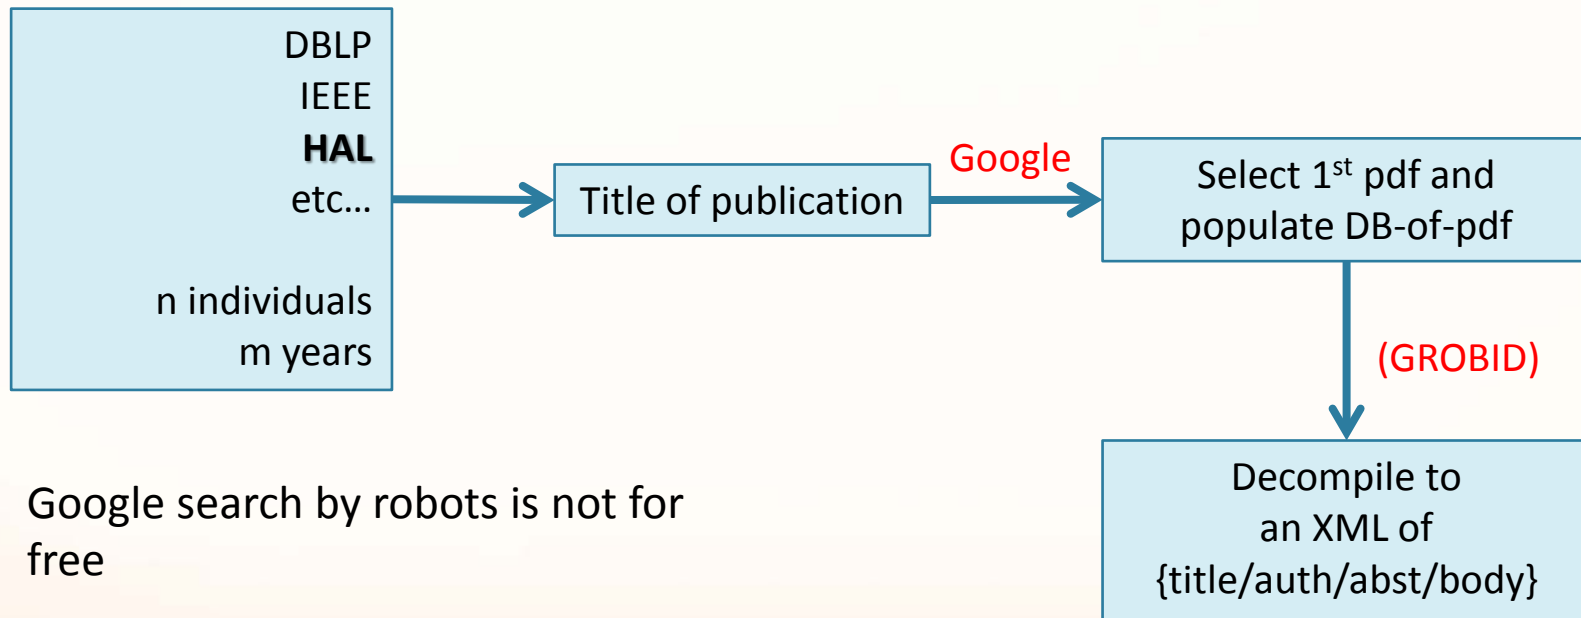 DBLP
IEEE
HAL
etc...
n individuals
m years
Title of publication
Google
Select 1st pdf and
populate DB-of-pdf
(GROBID)
Decompile to
an XML of
{title/auth/abst/body}
Google search by robots is not for
free